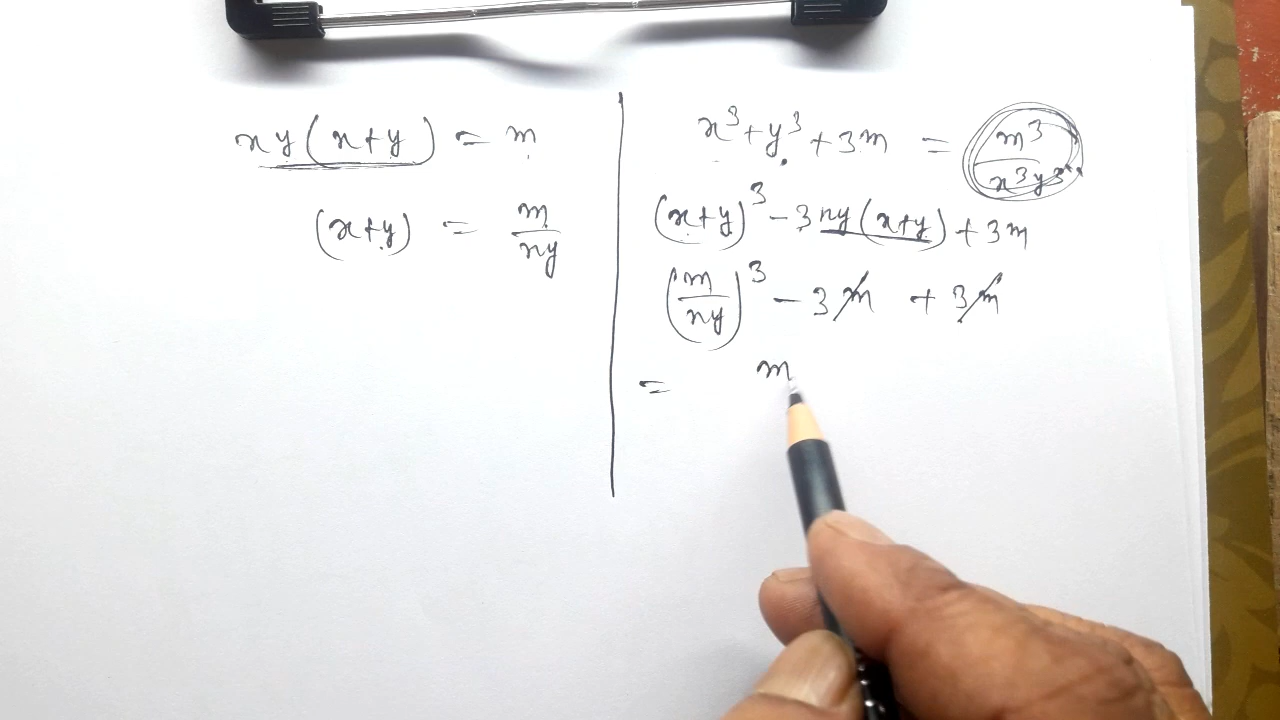 xy(x+y) = m
(x+y) = m/xy
x³+y³+3m = m³/x³y³
(x+y)³ - 3xy(x+y) + 3m
(m/xy)³ - 3m + 3m
= m